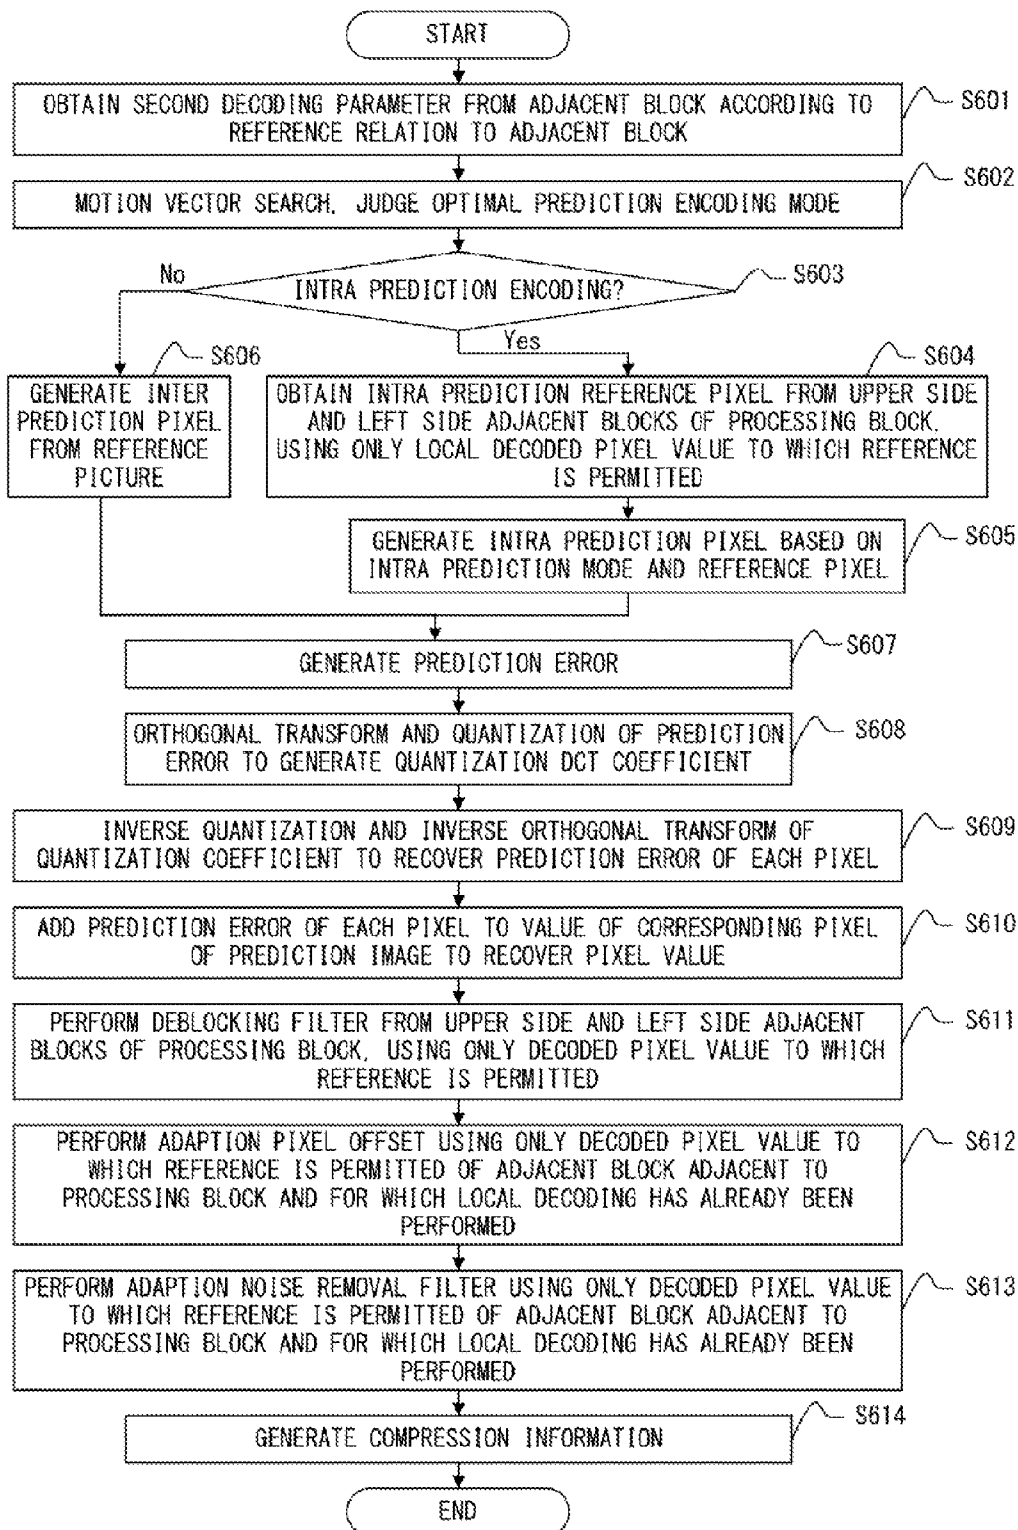 START
OBTAIN SECOND DECODING PARAMETER FROM ADJACENT BLOCK ACCORDING TO
REFERENCE RELATION TO ADJACENT BLOCK
S601
MOTION VECTOR SEARCH, JUDGE OPTIMAL PREDICTION ENCODING MODE
S602
INTRA PREDICTION ENCODING?
S603
No
Yes
S606
GENERATE INTER
PREDICTION PIXEL
FROM REFERENCE
PICTURE
S604
OBTAIN INTRA PREDICTION REFERENCE PIXEL FROM UPPER SIDE
AND LEFT SIDE ADJACENT BLOCKS OF PROCESSING BLOCK,
USING ONLY LOCAL DECODED PIXEL VALUE TO WHICH REFERENCE
IS PERMITTED
GENERATE INTRA PREDICTION PIXEL BASED ON
INTRA PREDICTION MODE AND REFERENCE PIXEL
S605
GENERATE PREDICTION ERROR
S607
ORTHOGONAL TRANSFORM AND QUANTIZATION OF PREDICTION
ERROR TO GENERATE QUANTIZATION DCT COEFFICIENT
S608
INVERSE QUANTIZATION AND INVERSE ORTHOGONAL TRANSFORM OF
QUANTIZATION COEFFICIENT TO RECOVER PREDICTION ERROR OF EACH PIXEL
S609
ADD PREDICTION ERROR OF EACH PIXEL TO VALUE OF CORRESPONDING PIXEL
OF PREDICTION IMAGE TO RECOVER PIXEL VALUE
S610
PERFORM DEBLOCKING FILTER FROM UPPER SIDE AND LEFT SIDE ADJACENT
BLOCKS OF PROCESSING BLOCK, USING ONLY DECODED PIXEL VALUE TO WHICH
REFERENCE IS PERMITTED
S611
PERFORM ADAPTION PIXEL OFFSET USING ONLY DECODED PIXEL VALUE TO
WHICH REFERENCE IS PERMITTED OF ADJACENT BLOCK ADJACENT TO
PROCESSING BLOCK AND FOR WHICH LOCAL DECODING HAS ALREADY BEEN
PERFORMED
S612
PERFORM ADAPTION NOISE REMOVAL FILTER USING ONLY DECODED PIXEL VALUE
TO WHICH REFERENCE IS PERMITTED OF ADJACENT BLOCK ADJACENT TO
PROCESSING BLOCK AND FOR WHICH LOCAL DECODING HAS ALREADY BEEN
PERFORMED
S613
GENERATE COMPRESSION INFORMATION
S614
END